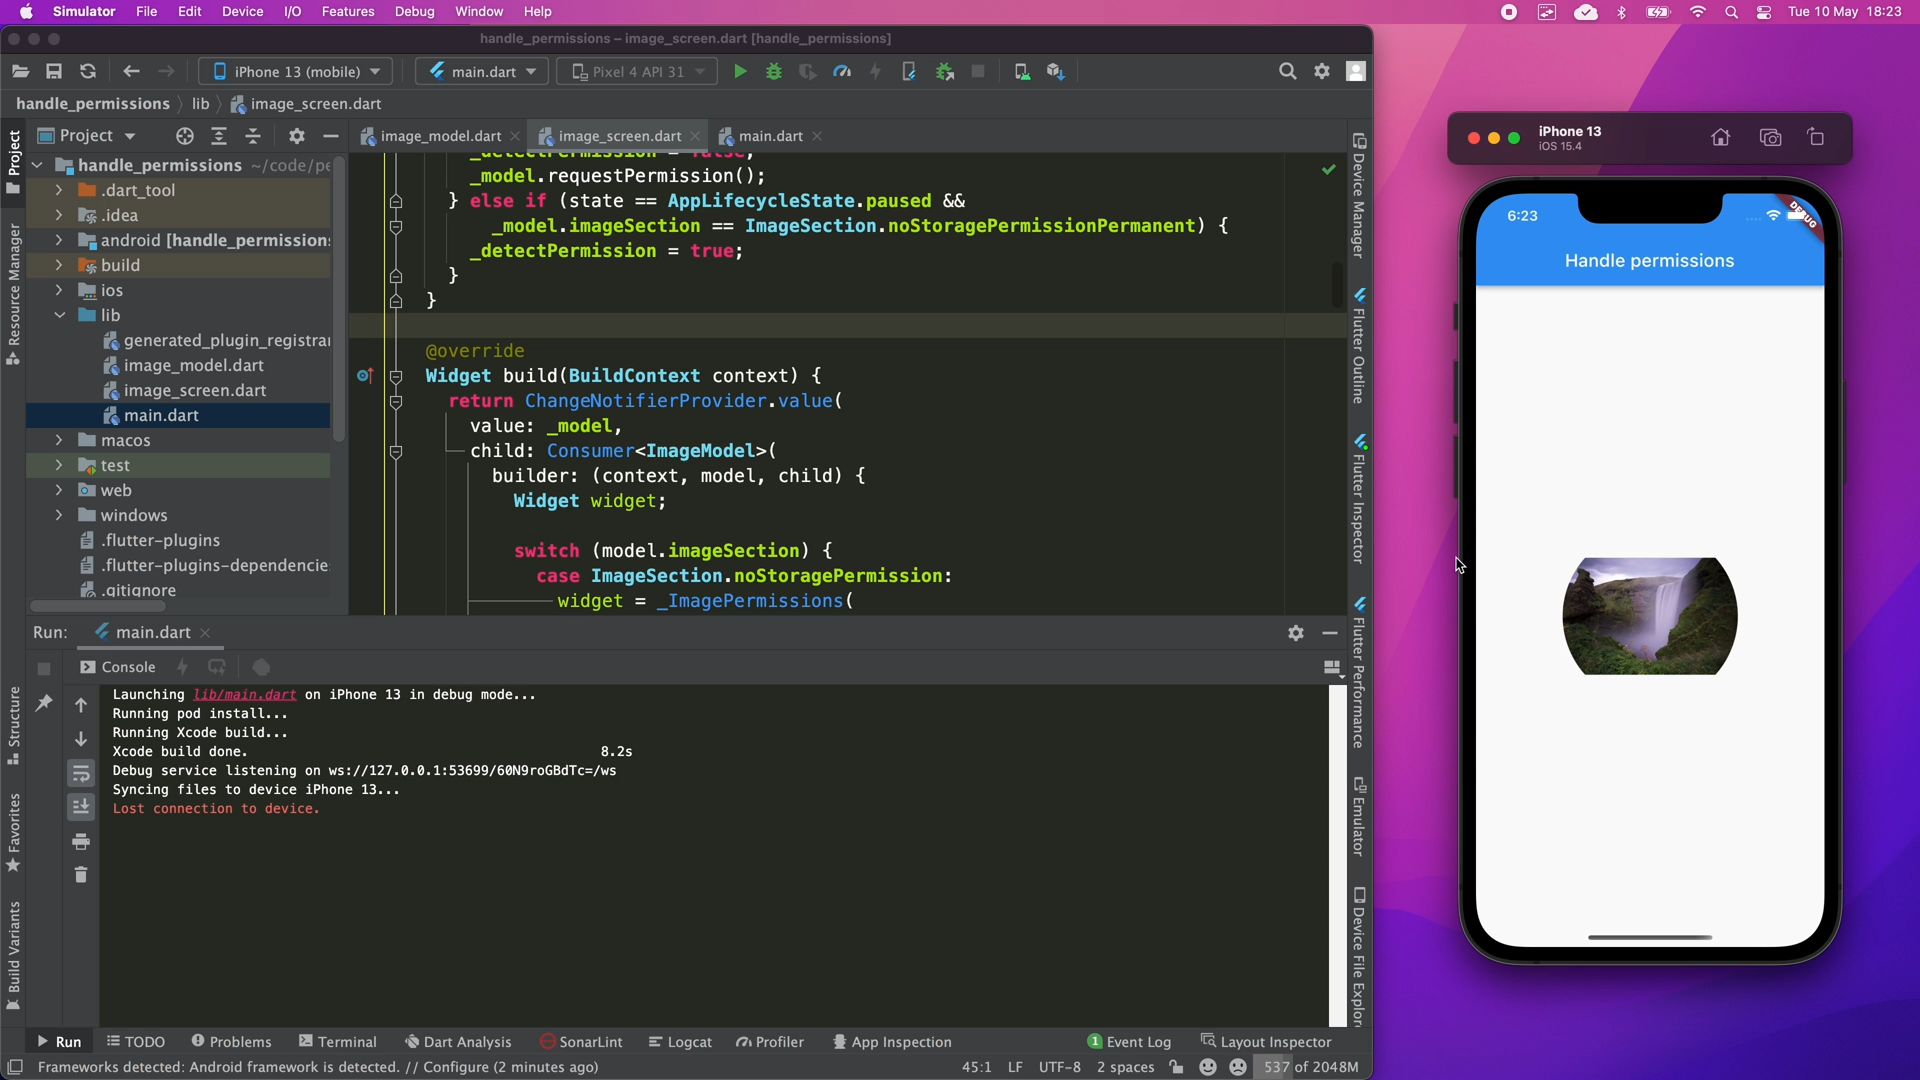 Simulator File Edit Device I/O Features Debug Window Help
Tue 10 May 18:23
handle_permissions – image_screen.dart [handle_permissions]
iPhone 13 (mobile) main.dart Pixel 4 API 31
handle_permissions lib image_screen.dart
Project image_model.dart image_screen.dart main.dart
Project
Resource Manager
Structure
Favorites
Build Variants
handle_permissions ~/code/pe
.dart_tool
.idea
android [handle_permissions
build
ios
lib
generated_plugin_registrar
image_model.dart
image_screen.dart
main.dart
macos
test
web
windows
.flutter-plugins
.flutter-plugins-dependencie
.gitignore
_detectPermission = false;
_model.requestPermission();
} else if (state == AppLifecycleState.paused &&
_model.imageSection == ImageSection.noStoragePermissionPermanent) {
_detectPermission = true;
}
}
@override
Widget build(BuildContext context) {
return ChangeNotifierProvider.value(
value: _model,
child: Consumer<ImageModel>(
builder: (context, model, child) {
Widget widget;
switch (model.imageSection) {
case ImageSection.noStoragePermission:
widget = _ImagePermissions(
Device Manager
Flutter Outline
Flutter Inspector
Flutter Performance
Emulator
Device File Explore
Run: main.dart
Console
Launching lib/main.dart on iPhone 13 in debug mode...
Running pod install...
Running Xcode build...
Xcode build done. 8.2s
Debug service listening on ws://127.0.0.1:53699/60N9roGBdTc=/ws
Syncing files to device iPhone 13...
Lost connection to device.
Run TODO Problems Terminal Dart Analysis SonarLint Logcat Profiler App Inspection 1 Event Log Layout Inspector
Frameworks detected: Android framework is detected. // Configure (2 minutes ago) 45:1 LF UTF-8 2 spaces 537 of 2048M
iPhone 13
iOS 15.4
6:23
DEBUG
Handle permissions